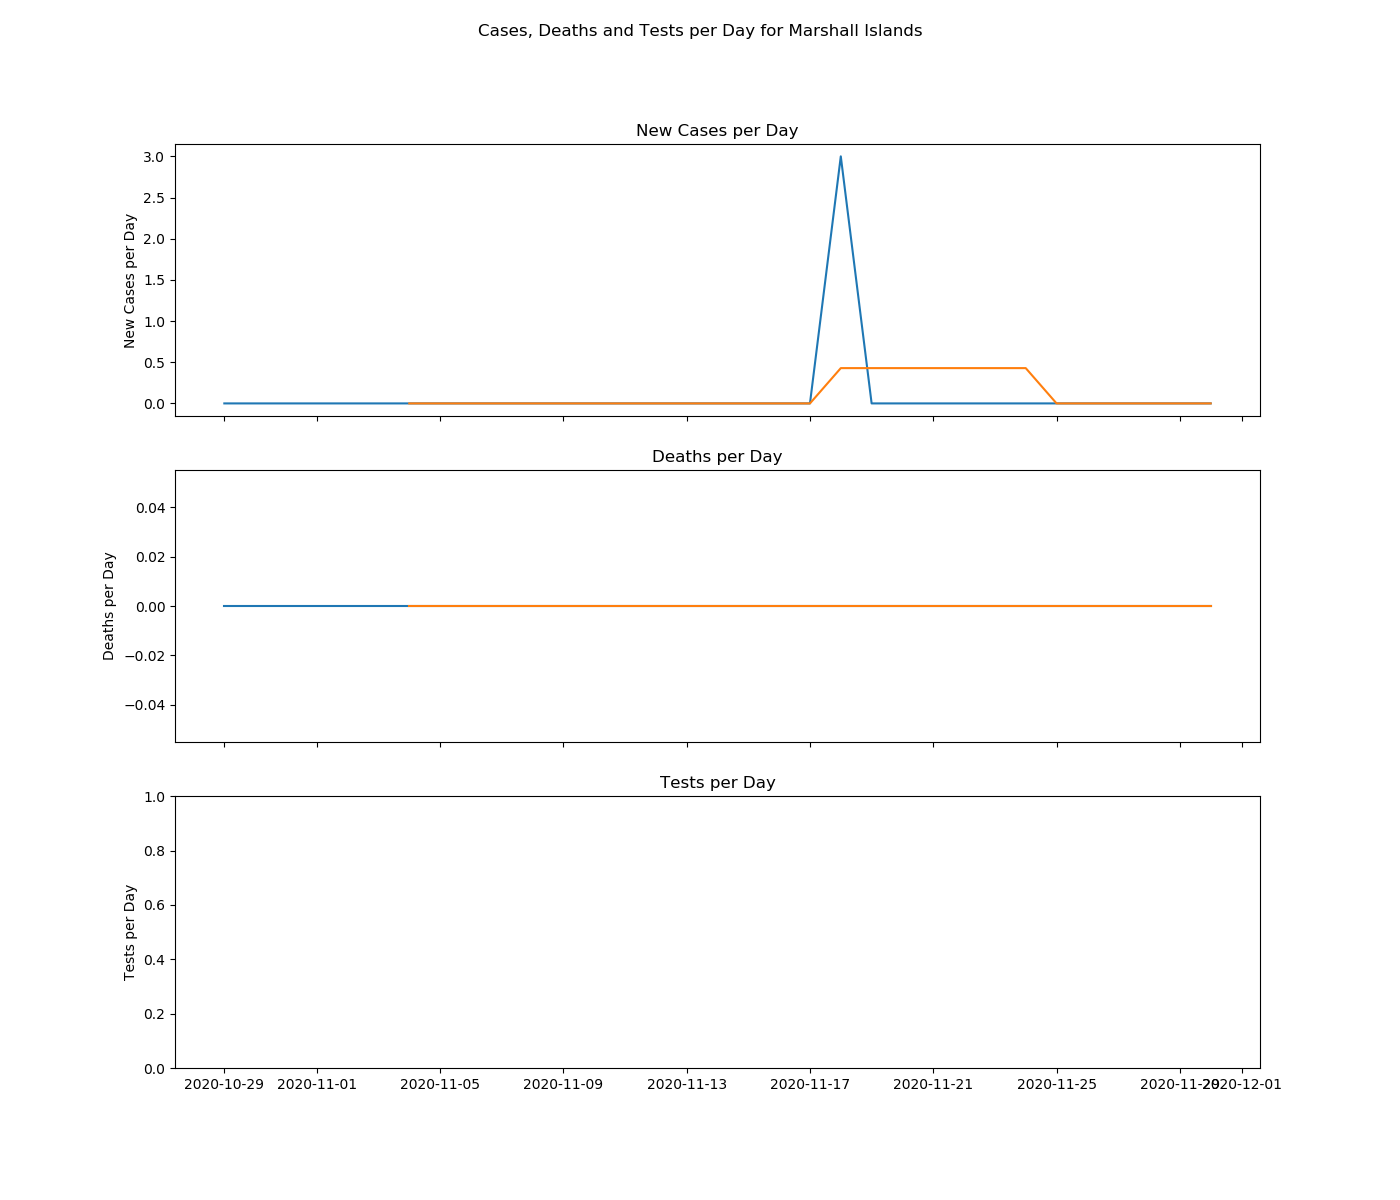 Cases, Deaths and Tests per Day for Marshall Islands
New Cases per Day
New Cases per Day
3.0
2.5
2.0
1.5
1.0
0.5
0.0
Deaths per Day
Deaths per Day
0.04
0.02
0.00
−0.02
−0.04
Tests per Day
Tests per Day
1.0
0.8
0.6
0.4
0.2
0.0
2020-10-29 2020-11-01 2020-11-05 2020-11-09 2020-11-13 2020-11-17 2020-11-21 2020-11-25 2020-11-29 2020-12-01